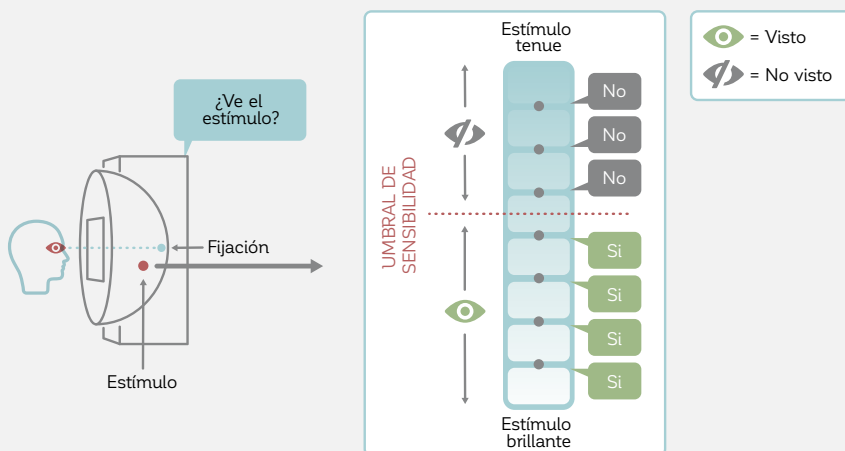 ¿Ve el
estímulo?
Fijación
Estímulo
Estímulo
tenue
UMBRAL DE
SENSIBILIDAD
No
No
No
Si
Si
Si
Si
Estímulo
brillante
= Visto
= No visto